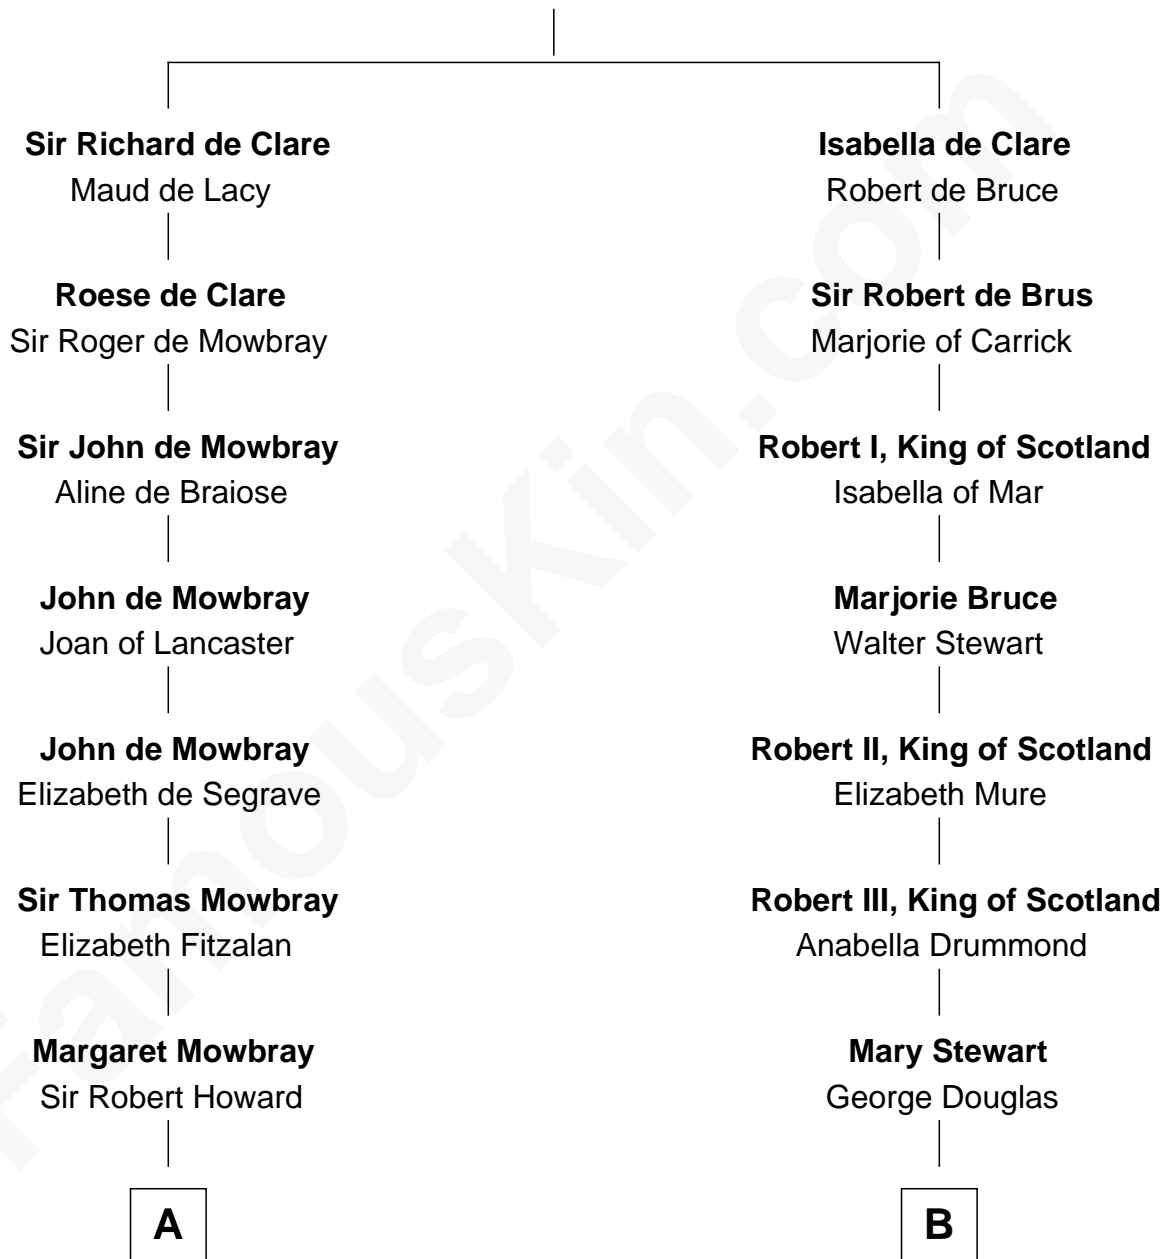 Sir Richard de Clare
Maud de Lacy
Roese de Clare
Sir Roger de Mowbray
Sir John de Mowbray
Aline de Braiose
John de Mowbray
Joan of Lancaster
John de Mowbray
Elizabeth de Segrave
Sir Thomas Mowbray
Elizabeth Fitzalan
Margaret Mowbray
Sir Robert Howard
A
Isabella de Clare
Robert de Bruce
Sir Robert de Brus
Marjorie of Carrick
Robert I, King of Scotland
Isabella of Mar
Marjorie Bruce
Walter Stewart
Robert II, King of Scotland
Elizabeth Mure
Robert III, King of Scotland
Anabella Drummond
Mary Stewart
George Douglas
B
FamousKin.com